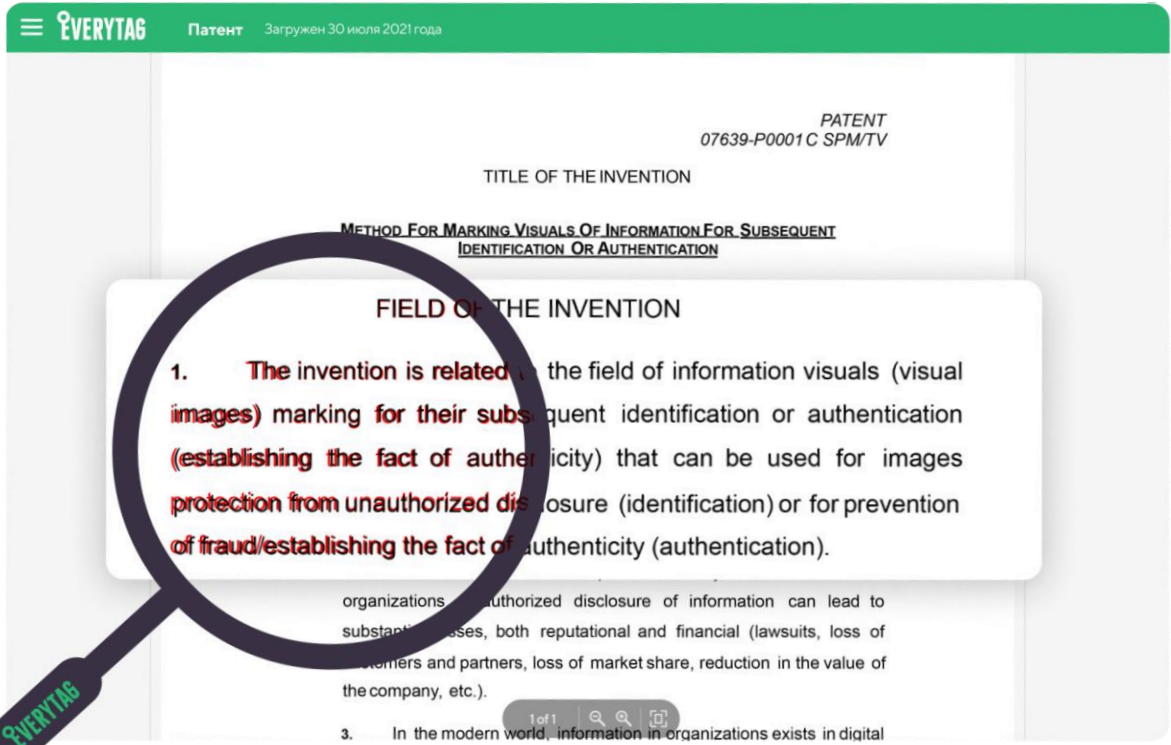 EVERYTAG Патент Загружен 30 июля 2021 года
PATENT
07639-P0001 C SPM/TV
TITLE OF THE INVENTION
METHOD FOR MARKING VISUALS OF INFORMATION FOR SUBSEQUENT
IDENTIFICATION OR AUTHENTICATION
FIELD OF THE INVENTION
1. The invention is related the field of information visuals (visual
images) marking for their subsequent identification or authentication
(establishing the fact of authenticity) that can be used for images
protection from unauthorized disclosure (identification) or for prevention
of fraud/establishing the fact of authenticity (authentication).
organizations disclosure of information can lead to
both reputational and financial (lawsuits, loss of
and partners, loss of market share, reduction in the value of
the company, etc.).
1 of 1
3. In the modern world, information in organizations exists in digital
EVERYTAG